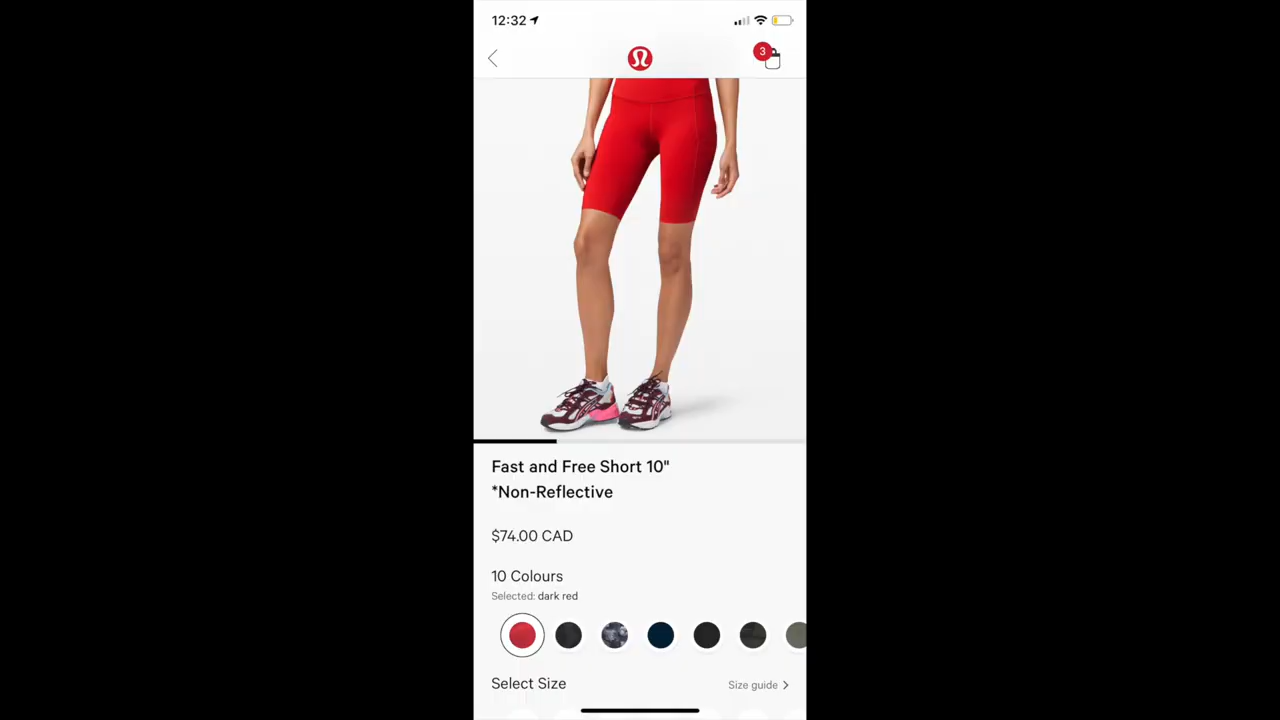 12:32
3
Fast and Free Short 10"
*Non-Reflective
$74.00 CAD
10 Colours
Selected: dark red
Select Size
Size guide